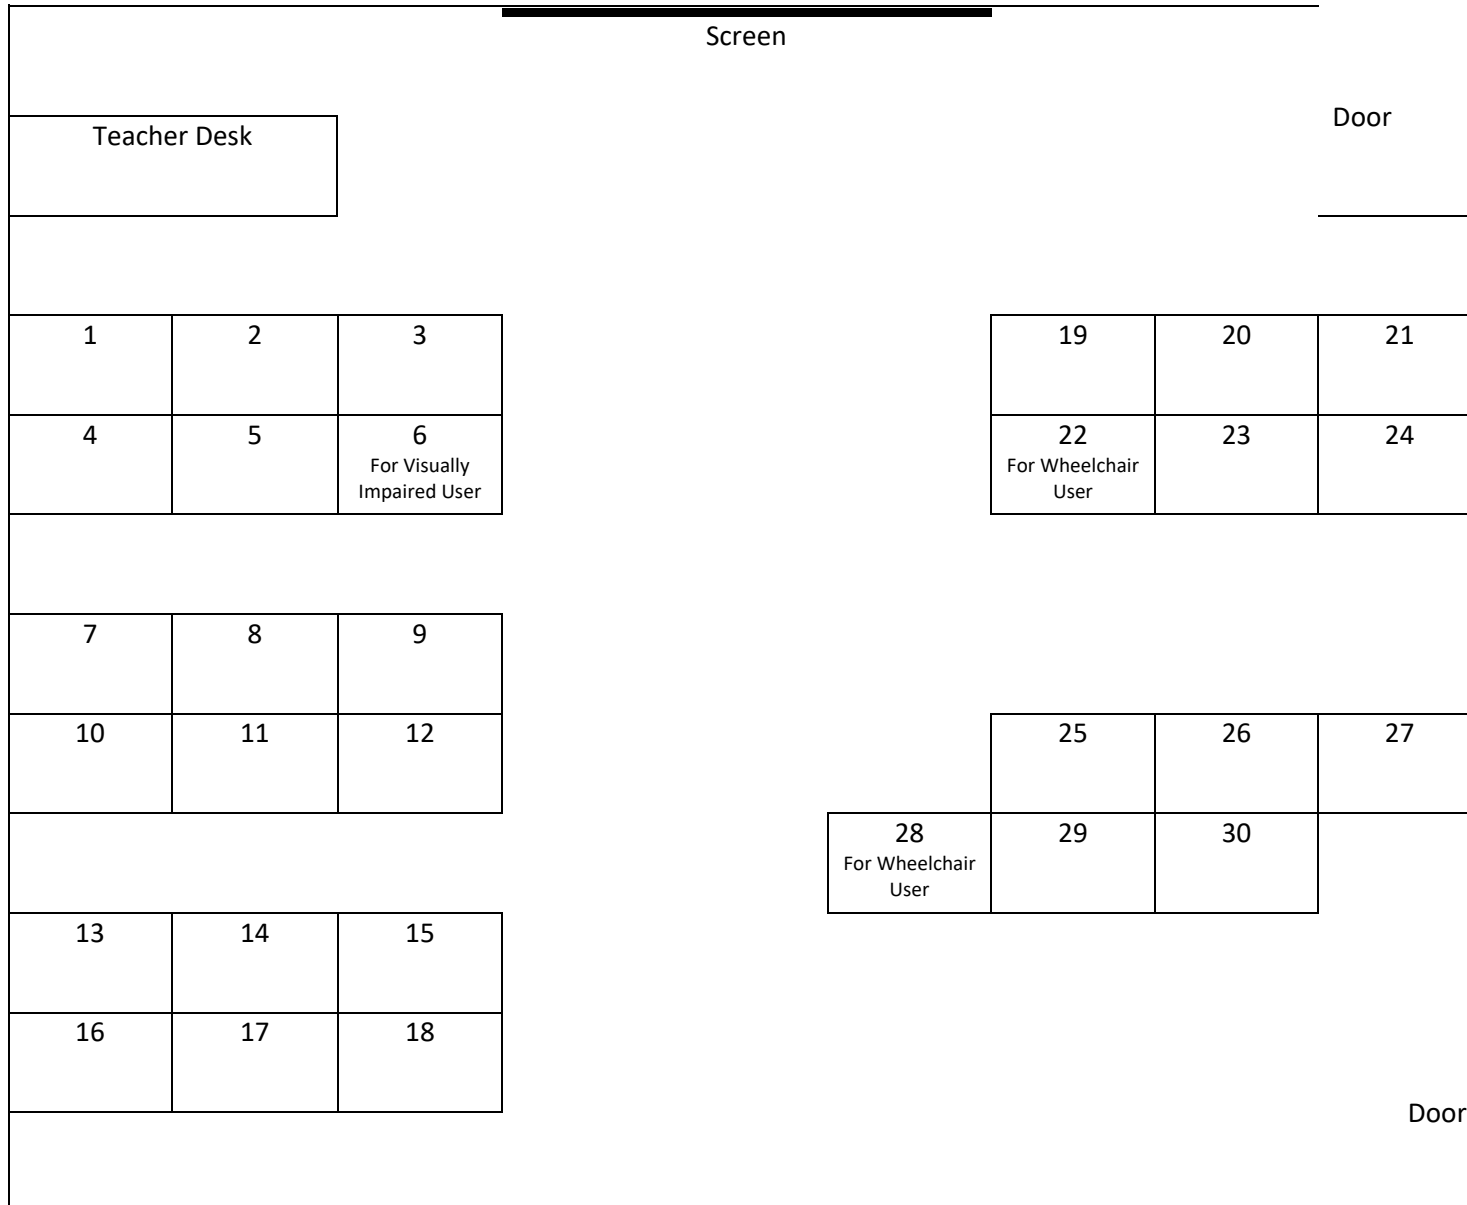 Screen
Door
Teacher Desk
1 2 3 19 20 21
4 5 6 22 23 24
For Visually For Wheelchair
Impaired User User
7 8 9
10 11 12 25 26 27
28 29 30
For Wheelchair
User
13 14 15
16 17 18
Door